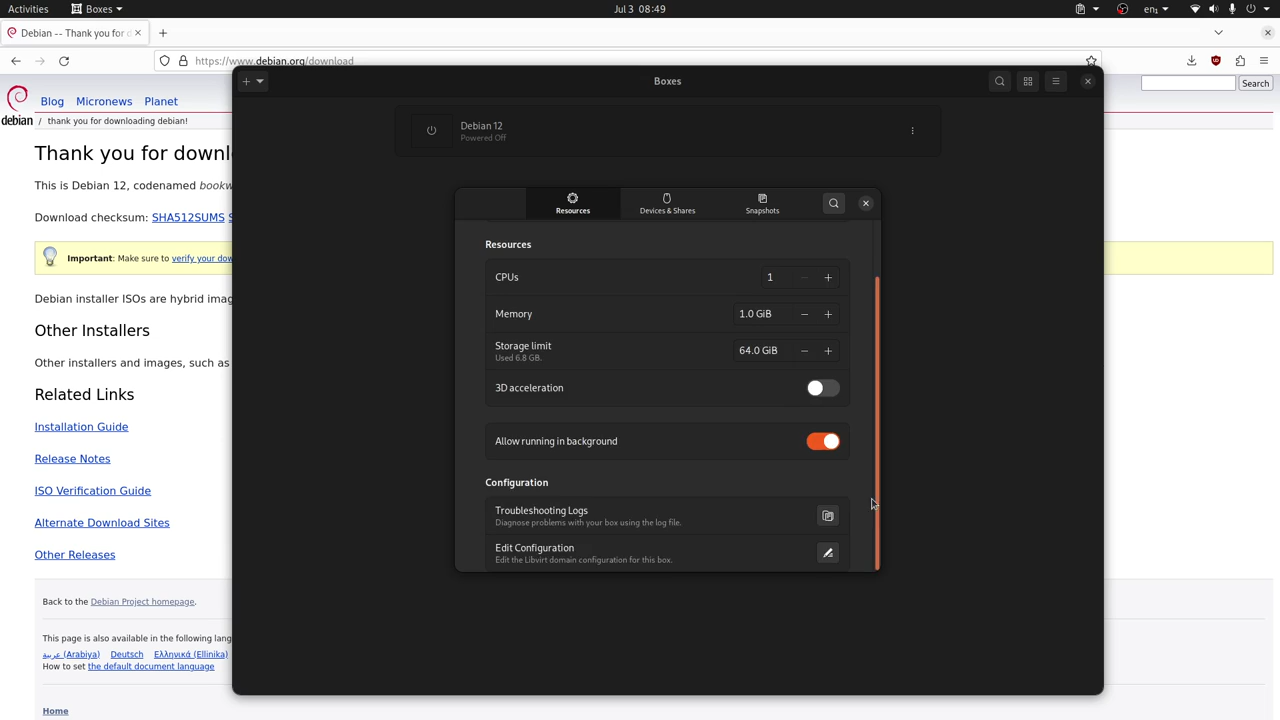 Activities
Boxes
Jul 3 08:49
en₁
Debian -- Thank you for d
https://www.debian.org/download
Boxes
debian
Blog
Micronews
Planet
Search
/ thank you for downloading debian!
Debian 12
Powered Off
Thank you for downl
This is Debian 12, codenamed bookw
Download checksum: SHA512SUMS S
Important: Make sure to verify your dow
Debian installer ISOs are hybrid imag
Other Installers
Other installers and images, such as
Related Links
Installation Guide
Release Notes
ISO Verification Guide
Alternate Download Sites
Other Releases
Back to the Debian Project homepage.
This page is also available in the following lang
عربية (Arabiya)
Deutsch
Ελληνικά (Ellinika)
How to set the default document language
Home
Resources
Devices & Shares
Snapshots
Resources
CPUs
1
Memory
1.0 GiB
Storage limit
Used 6.8 GB.
64.0 GiB
3D acceleration
Allow running in background
Configuration
Troubleshooting Logs
Diagnose problems with your box using the log file.
Edit Configuration
Edit the Libvirt domain configuration for this box.